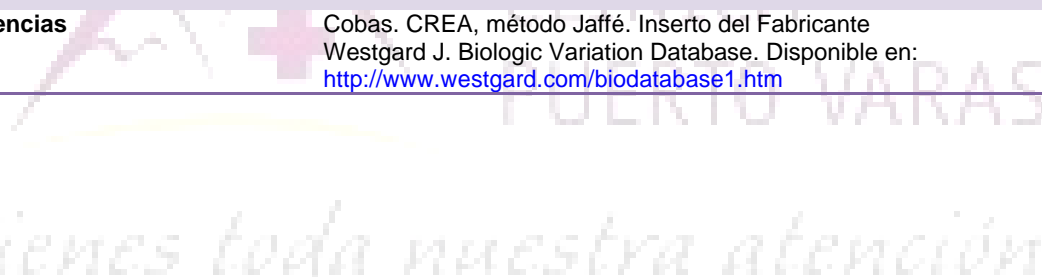 encias Cobas. CREA, método Jaffé. Inserto del Fabricante
Westgard J. Biologic Variation Database. Disponible en:
http://www.westgard.com/biodatabase1.htm
PUERTO VARAS
ienes toda nuestra atención